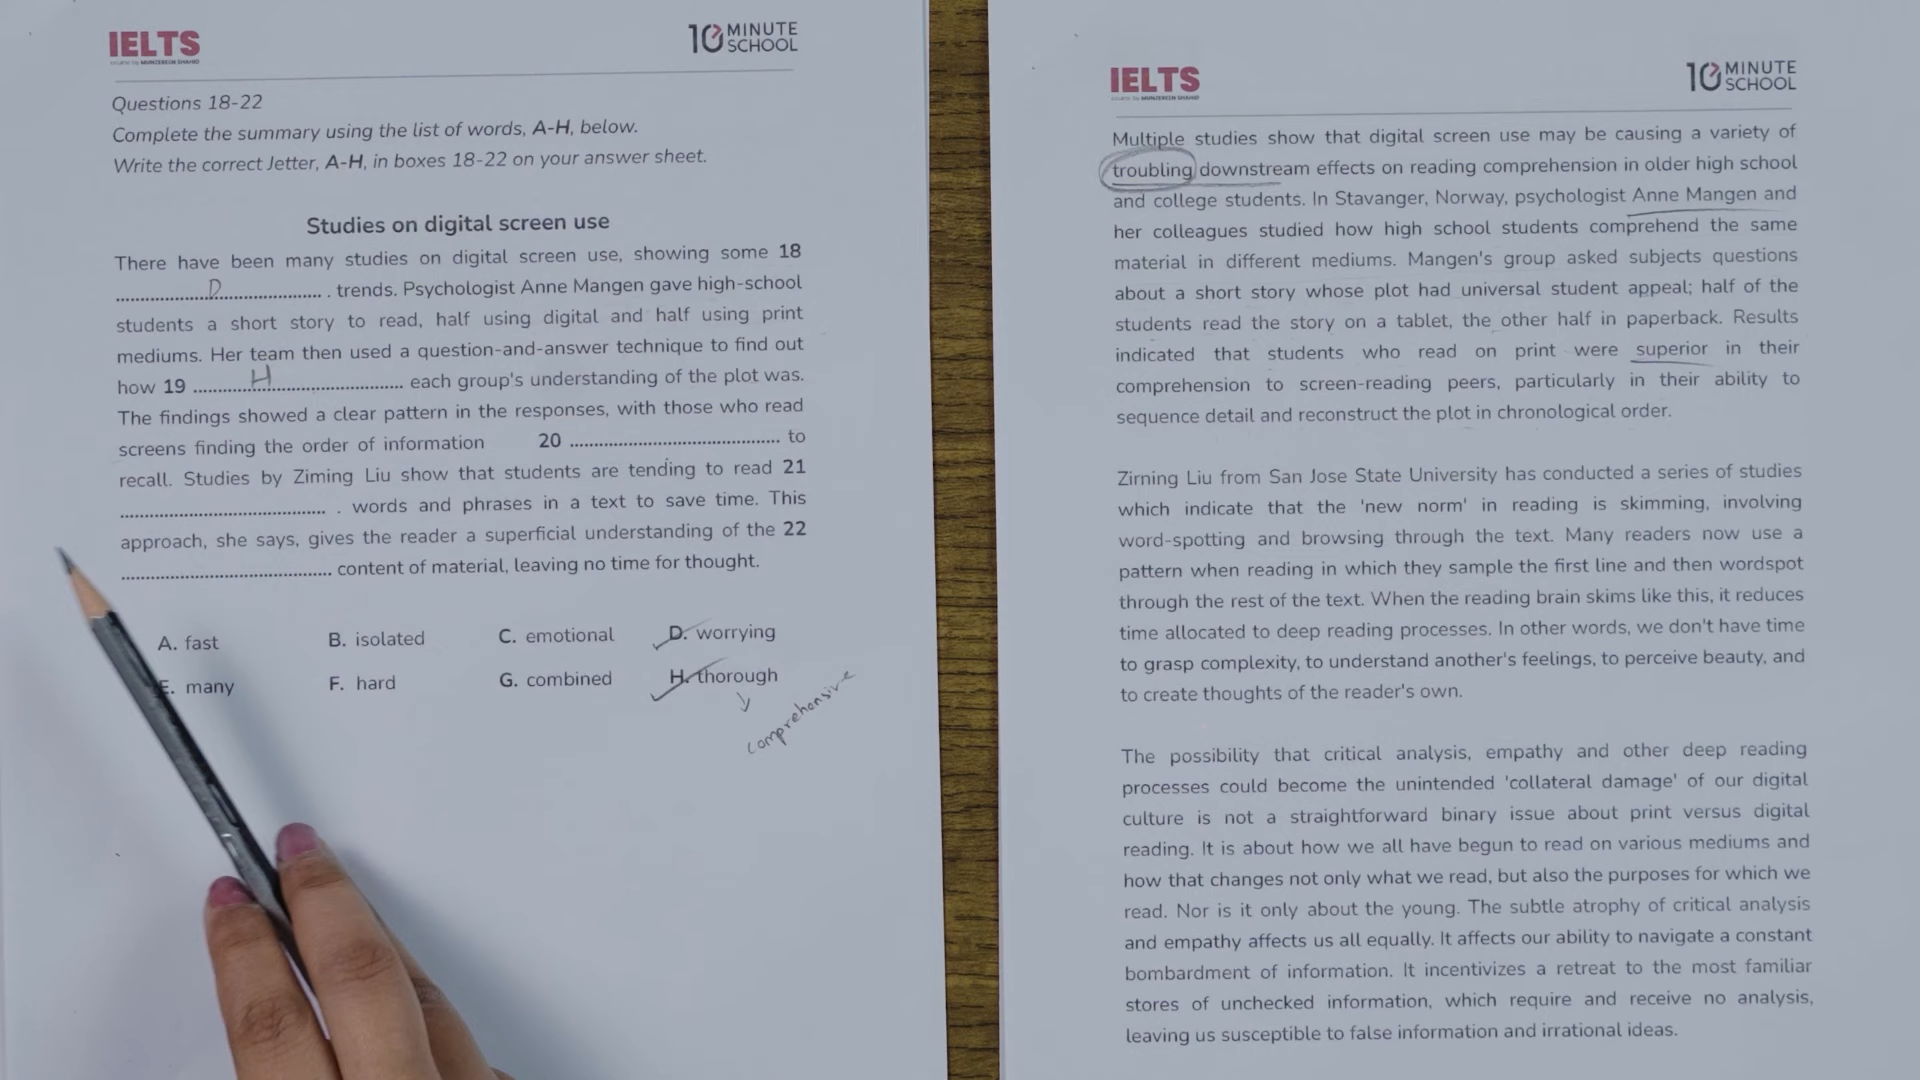 IELTS
10 MINUTE SCHOOL
Questions 18-22
Complete the summary using the list of words, A-H, below.
Write the correct Jetter, A-H, in boxes 18-22 on your answer sheet.
Studies on digital screen use
There have been many studies on digital screen use, showing some 18
........D........ . trends. Psychologist Anne Mangen gave high-school
students a short story to read, half using digital and half using print
mediums. Her team then used a question-and-answer technique to find out
how 19 ........H........ each group's understanding of the plot was.
The findings showed a clear pattern in the responses, with those who read
screens finding the order of information 20 ................ to
recall. Studies by Ziming Liu show that students are tending to read 21
................ . words and phrases in a text to save time. This
approach, she says, gives the reader a superficial understanding of the 22
................ content of material, leaving no time for thought.
A. fast B. isolated C. emotional D. worrying
E. many F. hard G. combined H. thorough
comprehensive
IELTS
10 MINUTE SCHOOL
Multiple studies show that digital screen use may be causing a variety of
troubling downstream effects on reading comprehension in older high school
and college students. In Stavanger, Norway, psychologist Anne Mangen and
her colleagues studied how high school students comprehend the same
material in different mediums. Mangen's group asked subjects questions
about a short story whose plot had universal student appeal; half of the
students read the story on a tablet, the other half in paperback. Results
indicated that students who read on print were superior in their
comprehension to screen-reading peers, particularly in their ability to
sequence detail and reconstruct the plot in chronological order.
Zirning Liu from San Jose State University has conducted a series of studies
which indicate that the 'new norm' in reading is skimming, involving
word-spotting and browsing through the text. Many readers now use a
pattern when reading in which they sample the first line and then wordspot
through the rest of the text. When the reading brain skims like this, it reduces
time allocated to deep reading processes. In other words, we don't have time
to grasp complexity, to understand another's feelings, to perceive beauty, and
to create thoughts of the reader's own.
The possibility that critical analysis, empathy and other deep reading
processes could become the unintended 'collateral damage' of our digital
culture is not a straightforward binary issue about print versus digital
reading. It is about how we all have begun to read on various mediums and
how that changes not only what we read, but also the purposes for which we
read. Nor is it only about the young. The subtle atrophy of critical analysis
and empathy affects us all equally. It affects our ability to navigate a constant
bombardment of information. It incentivizes a retreat to the most familiar
stores of unchecked information, which require and receive no analysis,
leaving us susceptible to false information and irrational ideas.